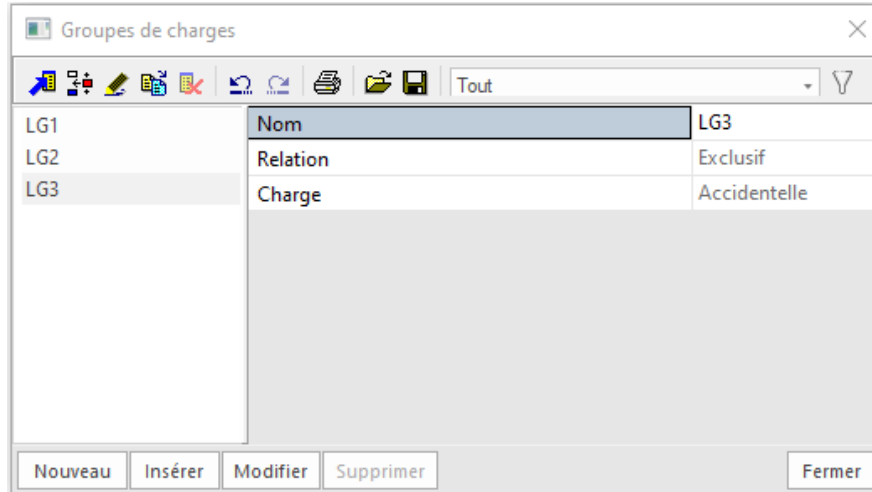 Groupes de charges
Tout
LG1
LG2
LG3
Nom LG3
Relation Exclusif
Charge Accidentelle
Nouveau Insérer Modifier Supprimer Fermer